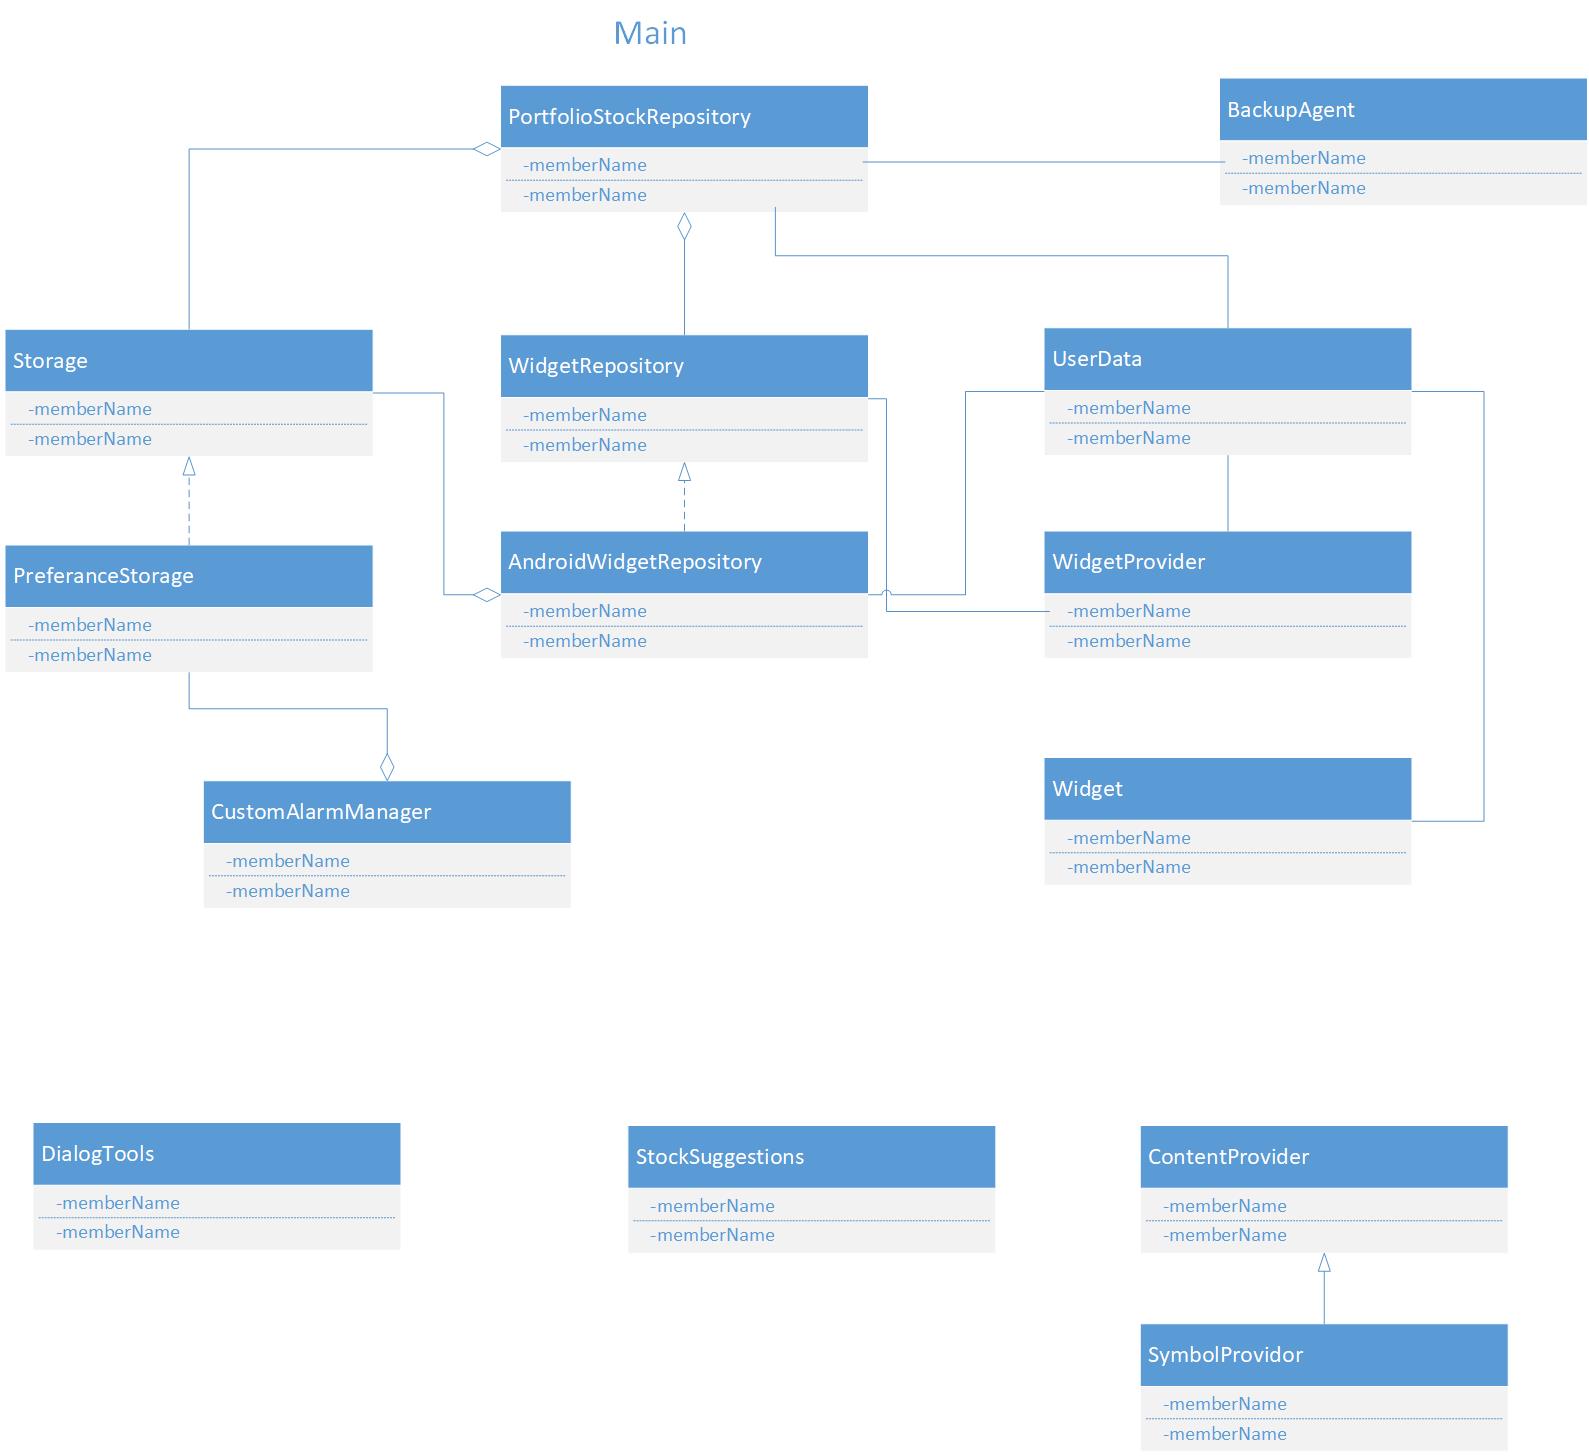 Main
PortfolioStockRepository
-memberName
-memberName
BackupAgent
-memberName
-memberName
Storage
-memberName
-memberName
WidgetRepository
-memberName
-memberName
UserData
-memberName
-memberName
PreferanceStorage
-memberName
-memberName
AndroidWidgetRepository
-memberName
-memberName
WidgetProvider
-memberName
-memberName
CustomAlarmManager
-memberName
-memberName
Widget
-memberName
-memberName
DialogTools
-memberName
-memberName
StockSuggestions
-memberName
-memberName
ContentProvider
-memberName
-memberName
SymbolProvidor
-memberName
-memberName